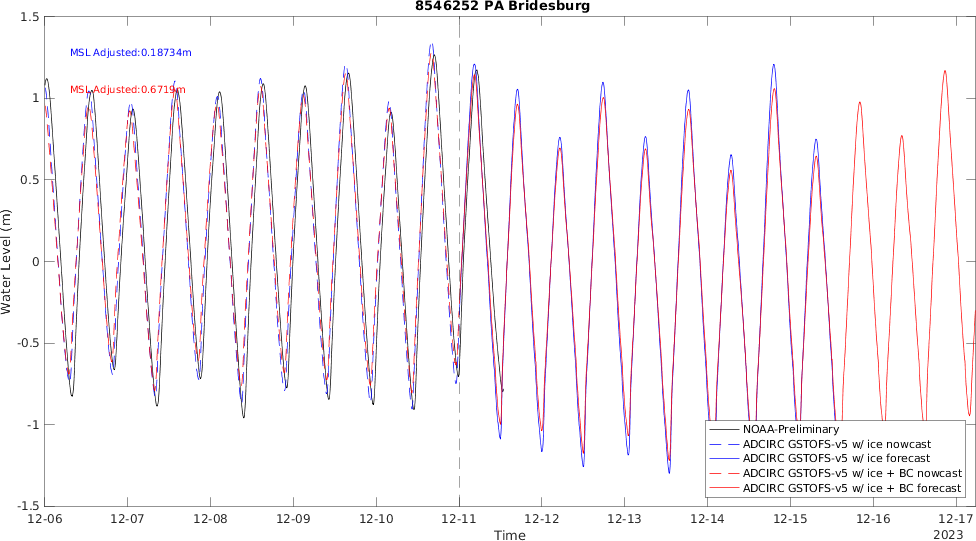 8546252 PA Bridesburg
1.5
1
0.5
0
-0.5
-1
-1.5
Water Level (m)
MSL Adjusted:0.18734m
MSL Adjusted:0.6719m
NOAA-Preliminary
ADCIRC GSTOFS-v5 w/ ice nowcast
ADCIRC GSTOFS-v5 w/ ice forecast
ADCIRC GSTOFS-v5 w/ ice + BC nowcast
ADCIRC GSTOFS-v5 w/ ice + BC forecast
12-06 12-07 12-08 12-09 12-10 12-11 12-12 12-13 12-14 12-15 12-16 12-17
Time
2023